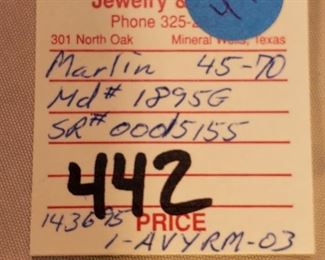 Jewelry &
Phone 325-
301 North Oak Mineral Wells, Texas
Marlin 45-70
Md# 1895G
SR# 00d5155
442
143695 PRICE
1-AVYRM-03